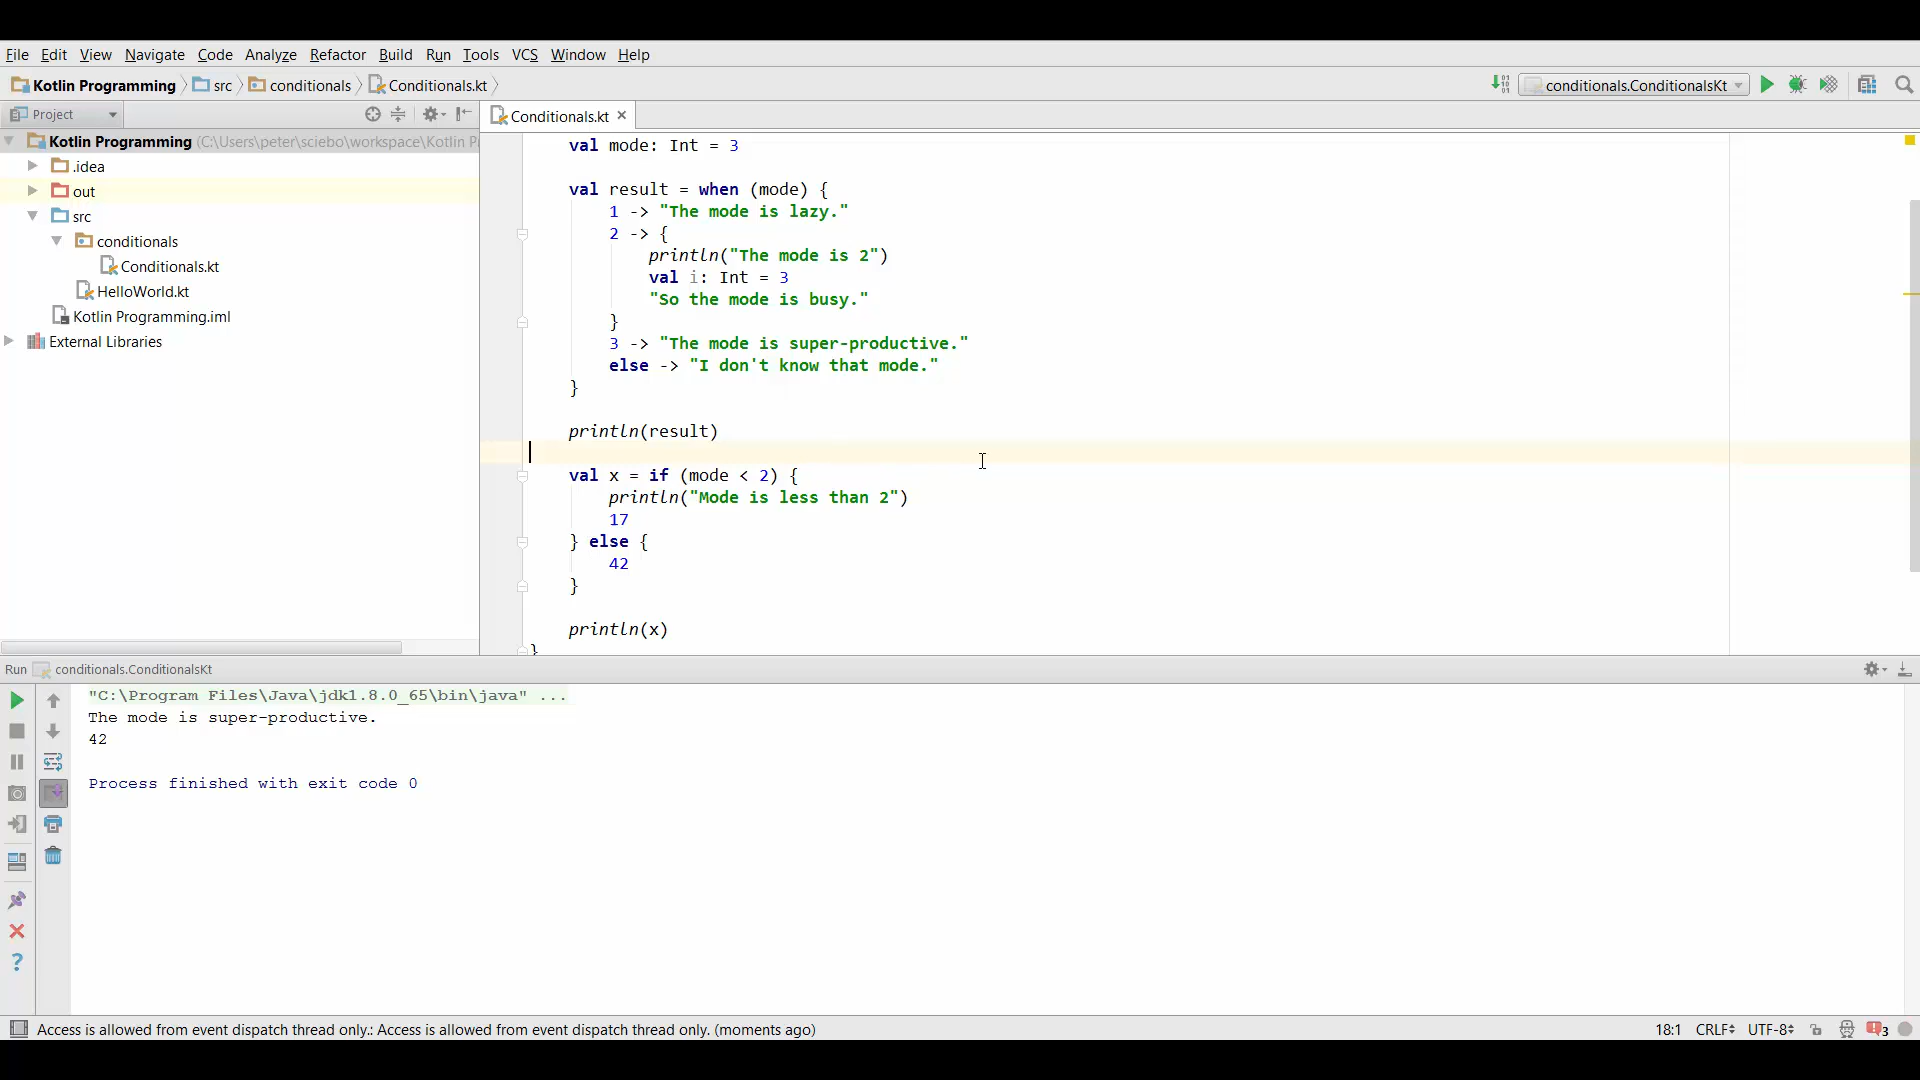 File Edit View Navigate Code Analyze Refactor Build Run Tools VCS Window Help
Kotlin Programming src conditionals Conditionals.kt conditionals.ConditionalsKt
Project Conditionals.kt
Kotlin Programming (C:\Users\peter\sciebo\workspace\Kotlin P
.idea
out
src
conditionals
Conditionals.kt
HelloWorld.kt
Kotlin Programming.iml
External Libraries
val mode: Int = 3
val result = when (mode) {
1 -> "The mode is lazy."
2 -> {
println("The mode is 2")
val i: Int = 3
"So the mode is busy."
}
3 -> "The mode is super-productive."
else -> "I don't know that mode."
}
println(result)
val x = if (mode < 2) {
println("Mode is less than 2")
17
} else {
42
}
println(x)
}
Run conditionals.ConditionalsKt
"C:\Program Files\Java\jdk1.8.0_65\bin\java" ...
The mode is super-productive.
42
Process finished with exit code 0
Access is allowed from event dispatch thread only.: Access is allowed from event dispatch thread only. (moments ago) 18:1 CRLF UTF-8 3